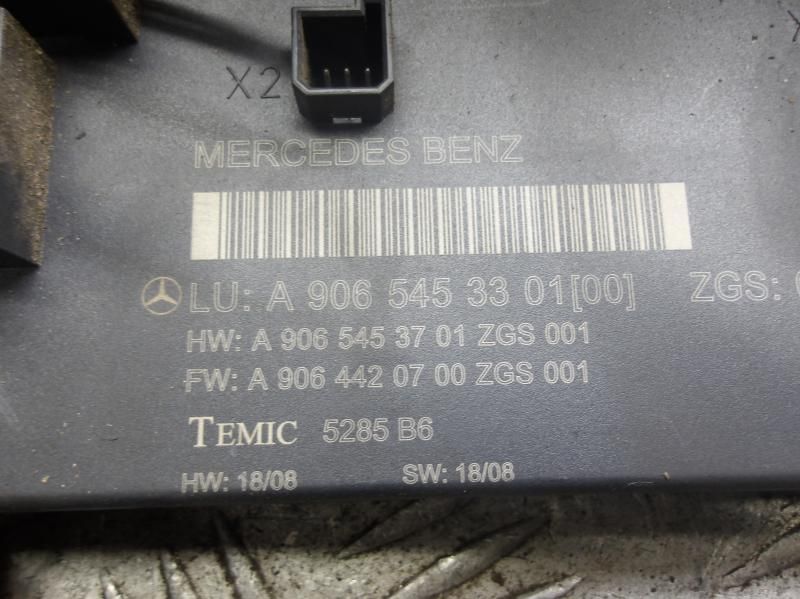 X2
MERCEDES BENZ
LU: A 906 545 33 01[00] ZGS:
HW: A 906 545 37 01 ZGS 001
FW: A 906 442 07 00 ZGS 001
TEMIC 5285 B6
HW: 18/08 SW: 18/08